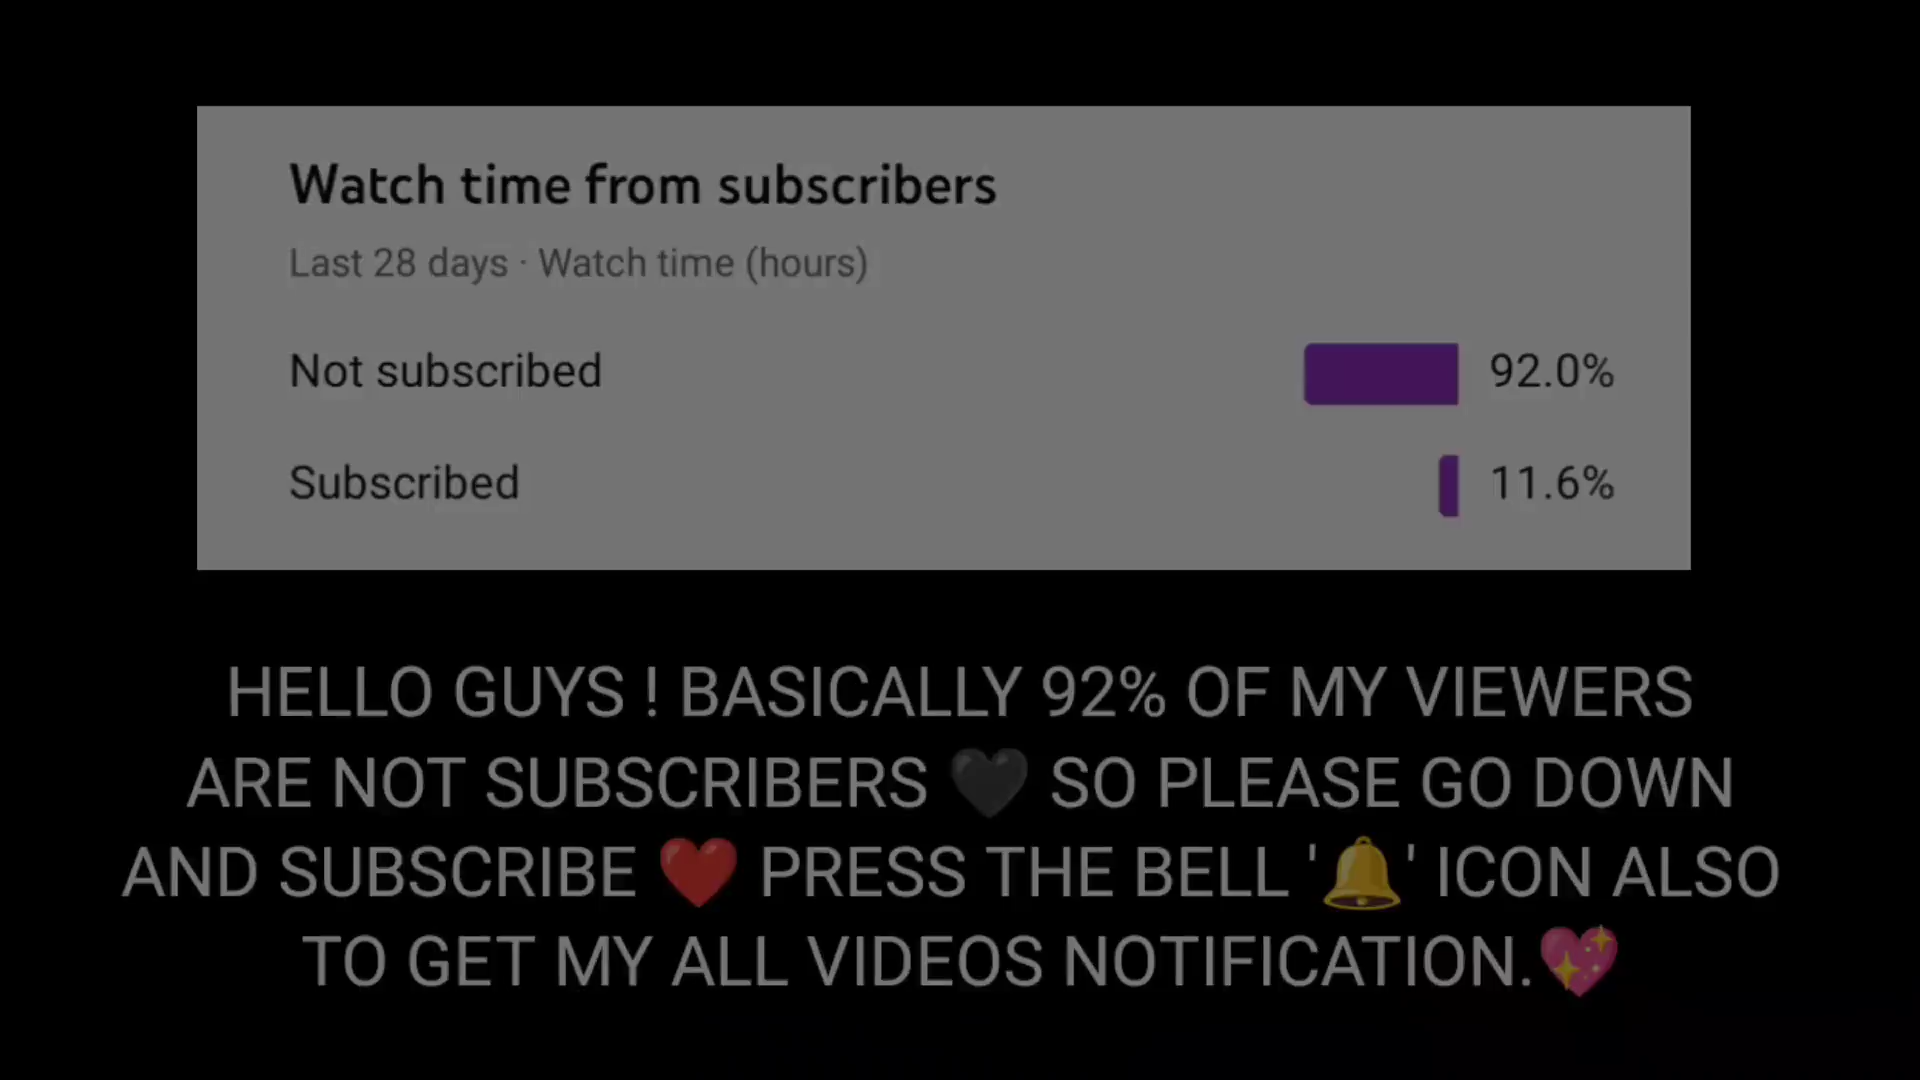 Watch time from subscribers
Last 28 days · Watch time (hours)
Not subscribed 92.0%
Subscribed 11.6%
HELLO GUYS ! BASICALLY 92% OF MY VIEWERS
ARE NOT SUBSCRIBERS 🖤 SO PLEASE GO DOWN
AND SUBSCRIBE ❤️ PRESS THE BELL '🔔' ICON ALSO
TO GET MY ALL VIDEOS NOTIFICATION.💖